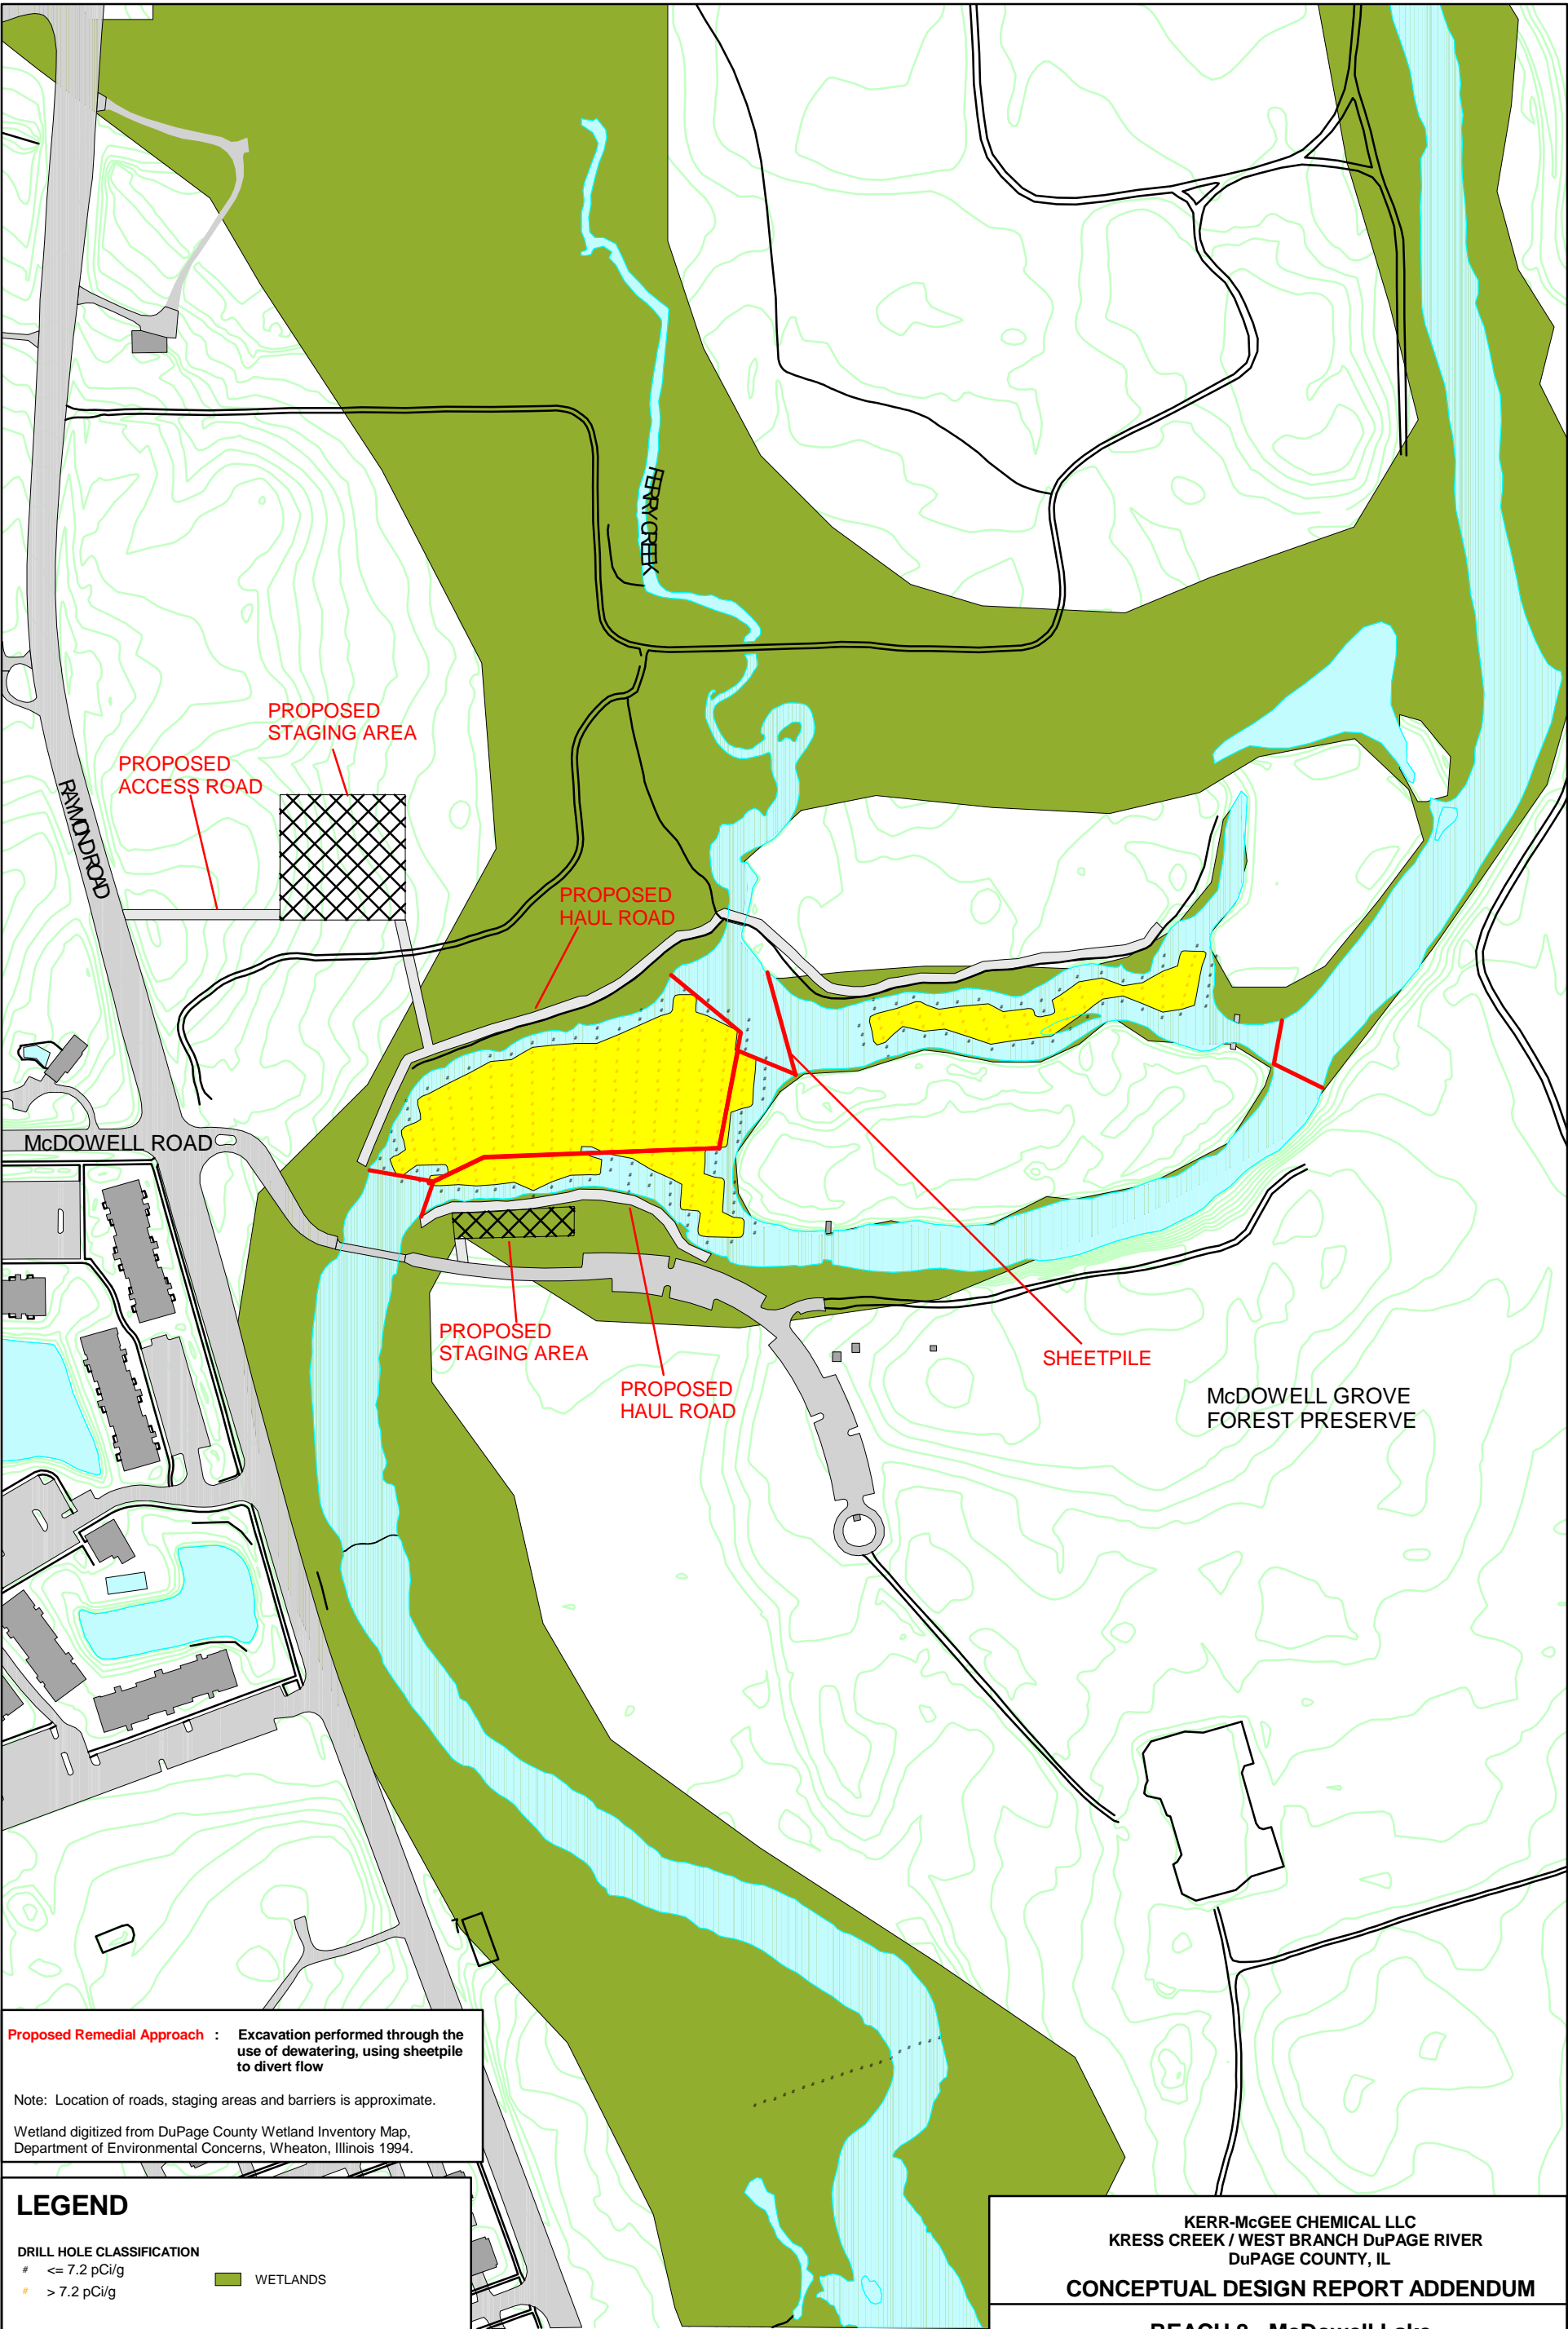 FERRY CREEK
PROPOSED
STAGING AREA
PROPOSED
ACCESS ROAD
RAYMOND ROAD
PROPOSED
HAUL ROAD
McDOWELL ROAD
PROPOSED
STAGING AREA
PROPOSED
HAUL ROAD
SHEETPILE
McDOWELL GROVE
FOREST PRESERVE
Proposed Remedial Approach : Excavation performed through the
use of dewatering, using sheetpile
to divert flow
Note: Location of roads, staging areas and barriers is approximate.
Wetland digitized from DuPage County Wetland Inventory Map,
Department of Environmental Concerns, Wheaton, Illinois 1994.
LEGEND
DRILL HOLE CLASSIFICATION
# <= 7.2 pCi/g
# > 7.2 pCi/g
WETLANDS
KERR-McGEE CHEMICAL LLC
KRESS CREEK / WEST BRANCH DuPAGE RIVER
DuPAGE COUNTY, IL
CONCEPTUAL DESIGN REPORT ADDENDUM
McDowell Lake